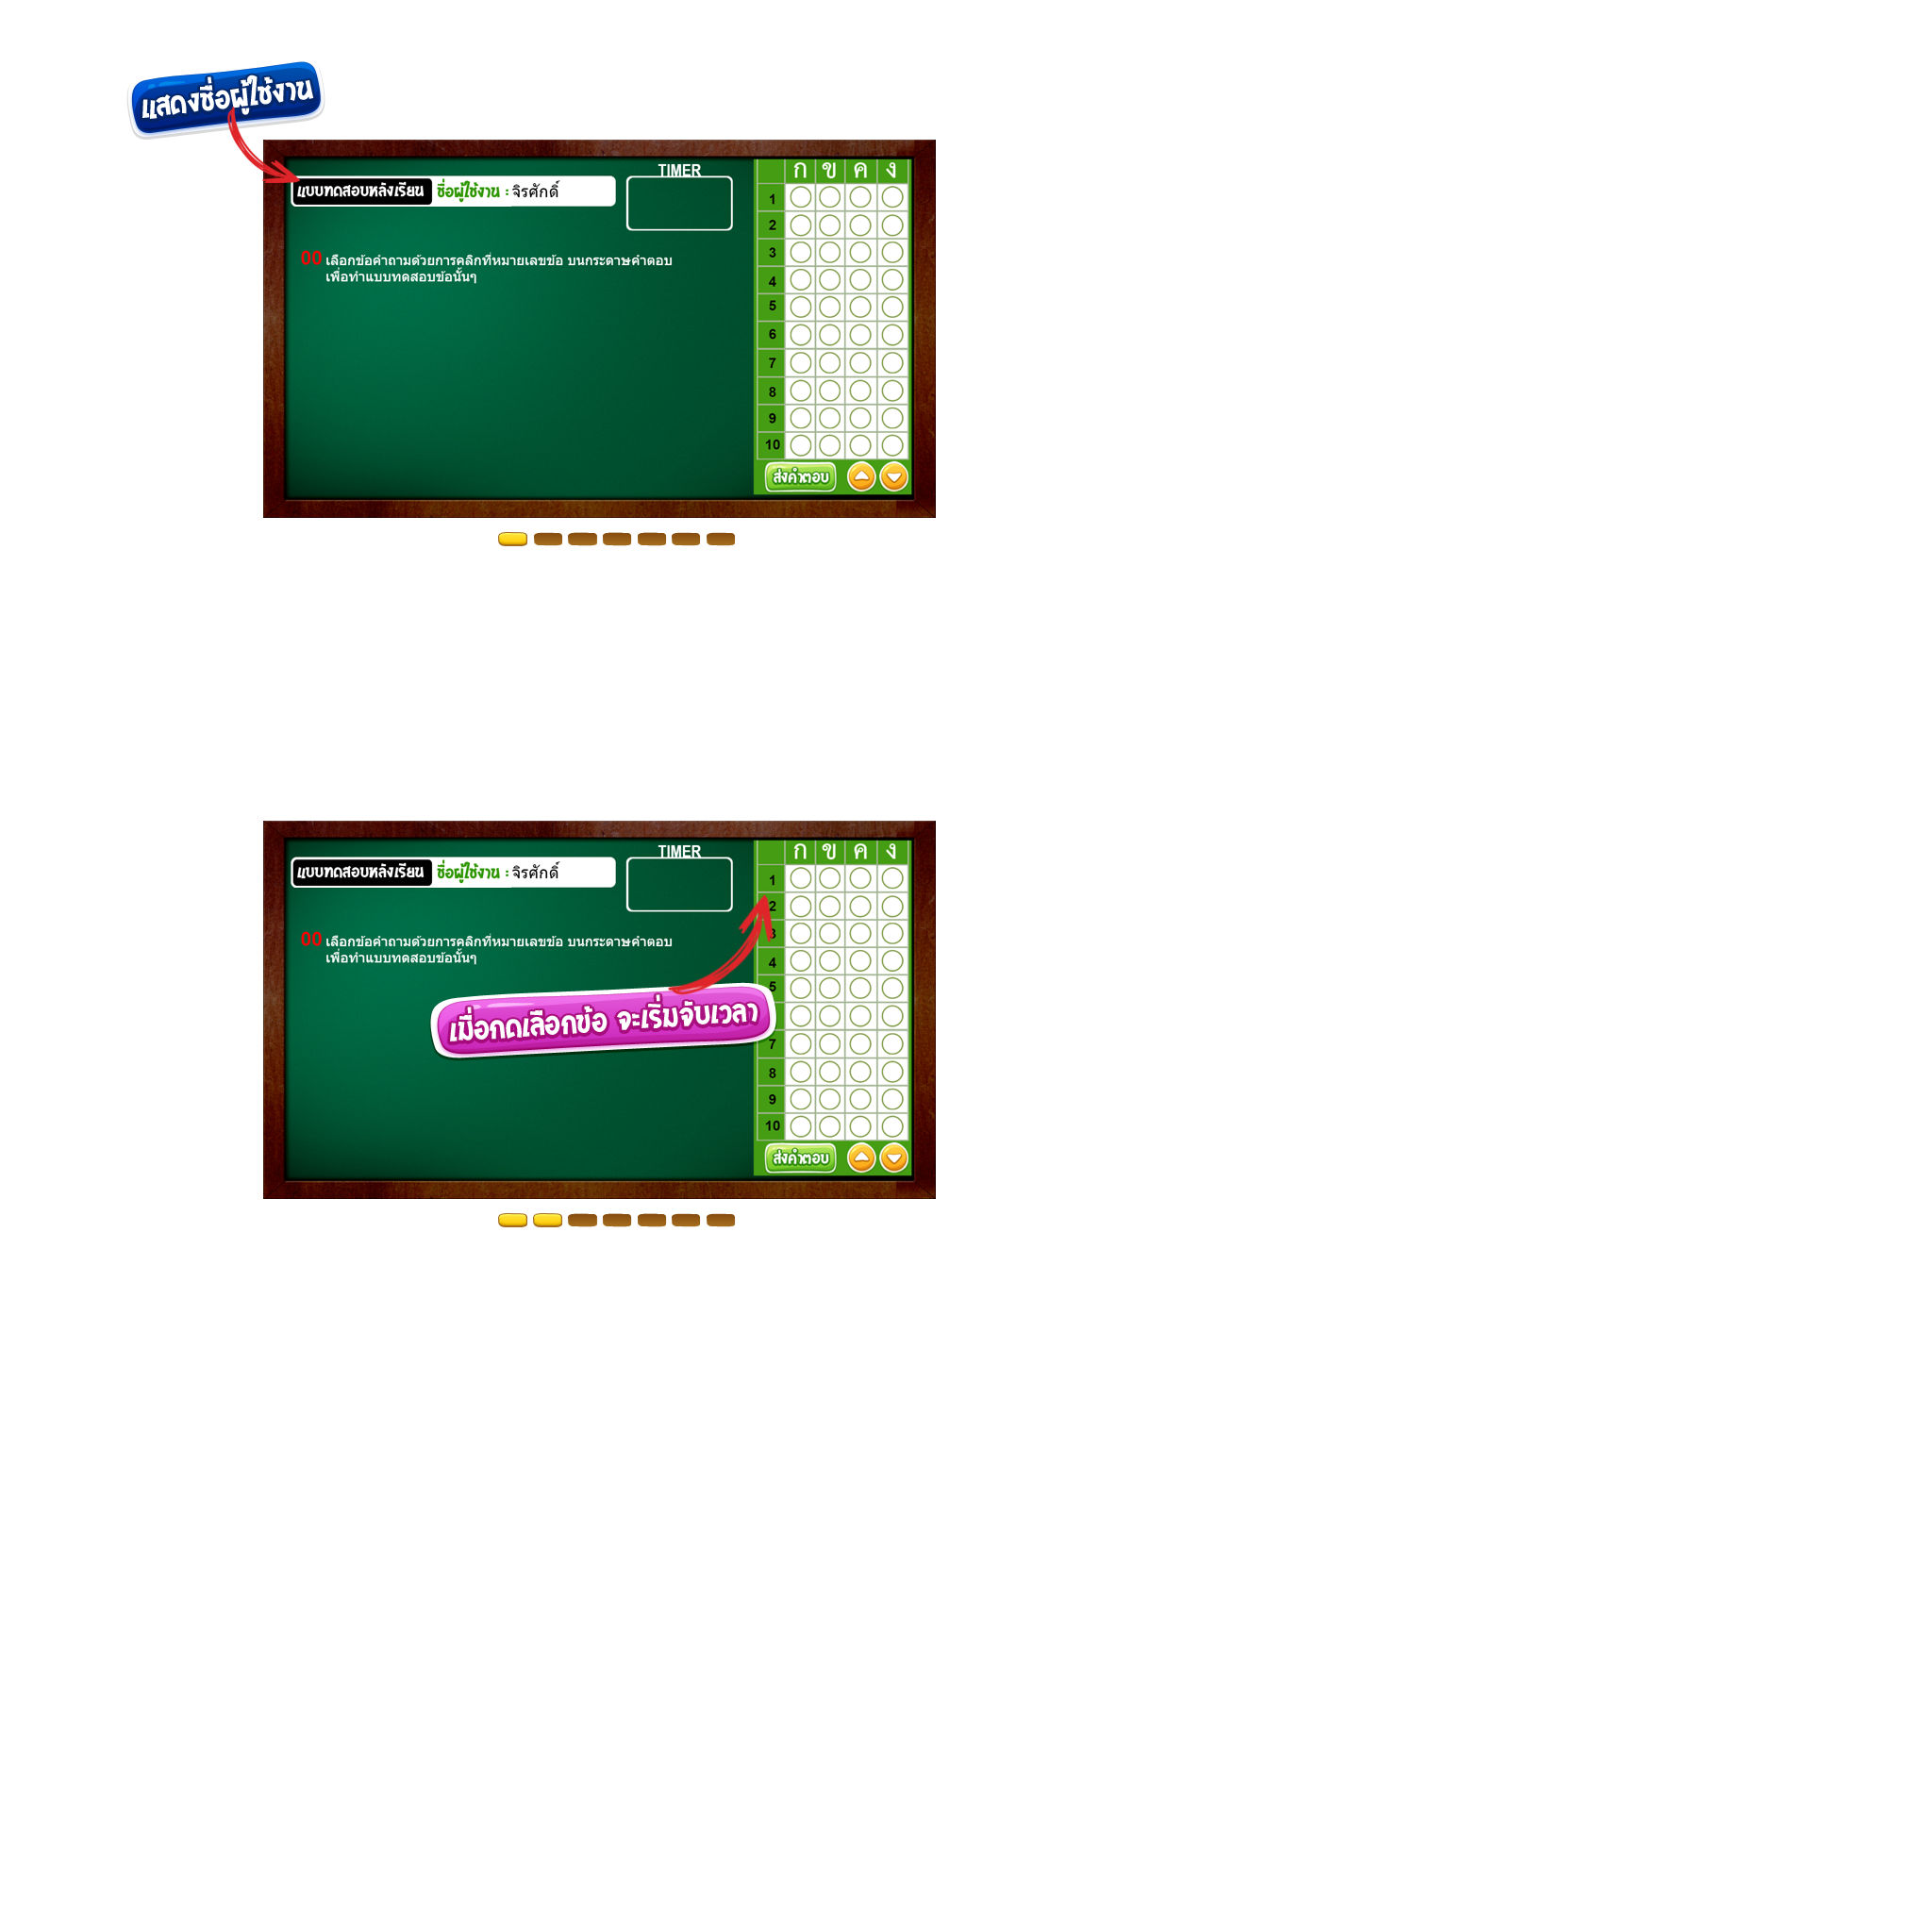 แสดงชื่อผู้ใช้งาน
แบบทดสอบหลังเรียน ชื่อผู้ใช้งาน : จิรศักดิ์
TIMER
00 เลือกข้อคำถามด้วยการคลิกที่หมายเลขข้อ บนกระดาษคำตอบ
เพื่อทำแบบทดสอบข้อนั้นๆ
ก ข ค ง
1
2
3
4
5
6
7
8
9
10
ส่งคำตอบ
แบบทดสอบหลังเรียน ชื่อผู้ใช้งาน : จิรศักดิ์
TIMER
00 เลือกข้อคำถามด้วยการคลิกที่หมายเลขข้อ บนกระดาษคำตอบ
เพื่อทำแบบทดสอบข้อนั้นๆ
เมื่อกดเลือกข้อ จะเริ่มจับเวลา
ก ข ค ง
1
2
3
4
5
7
8
9
10
ส่งคำตอบ